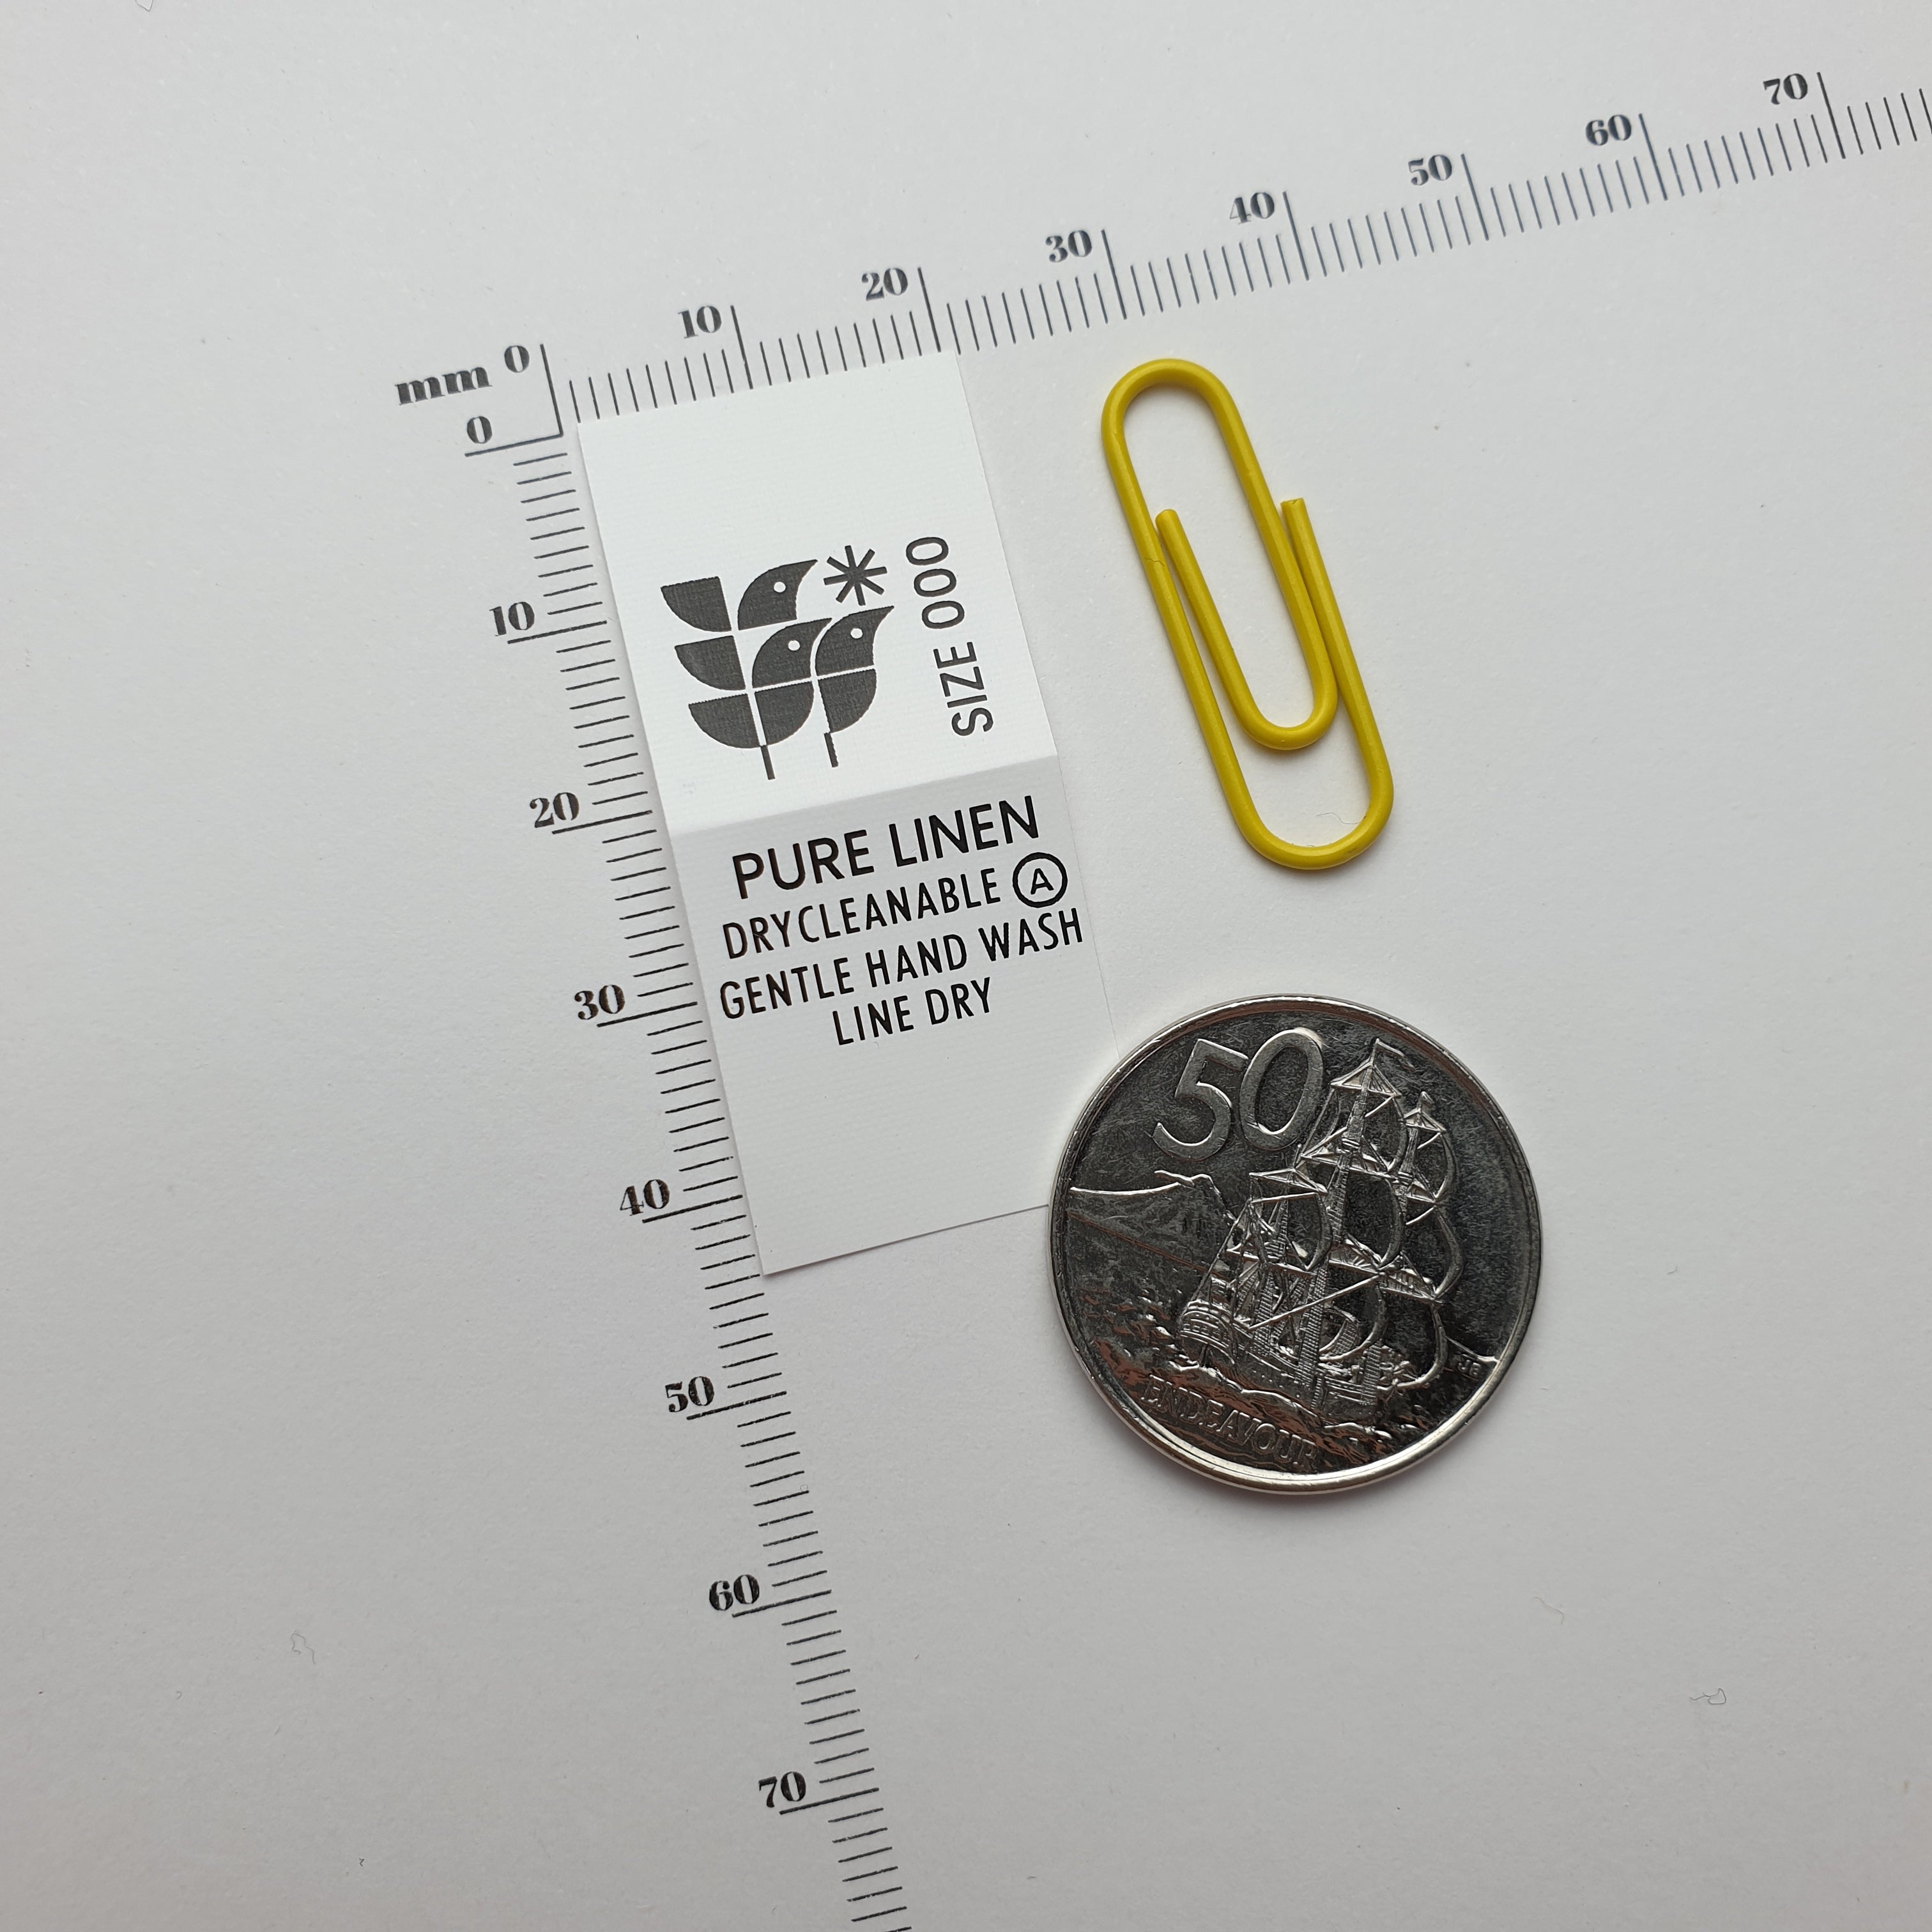 mm 0 10 20 30 40 50 60 70
0
10
20
30
40
50
60
70
SIZE 000
PURE LINEN
DRYCLEANABLE Ⓐ
GENTLE HAND WASH
LINE DRY
50
ENDEAVOUR